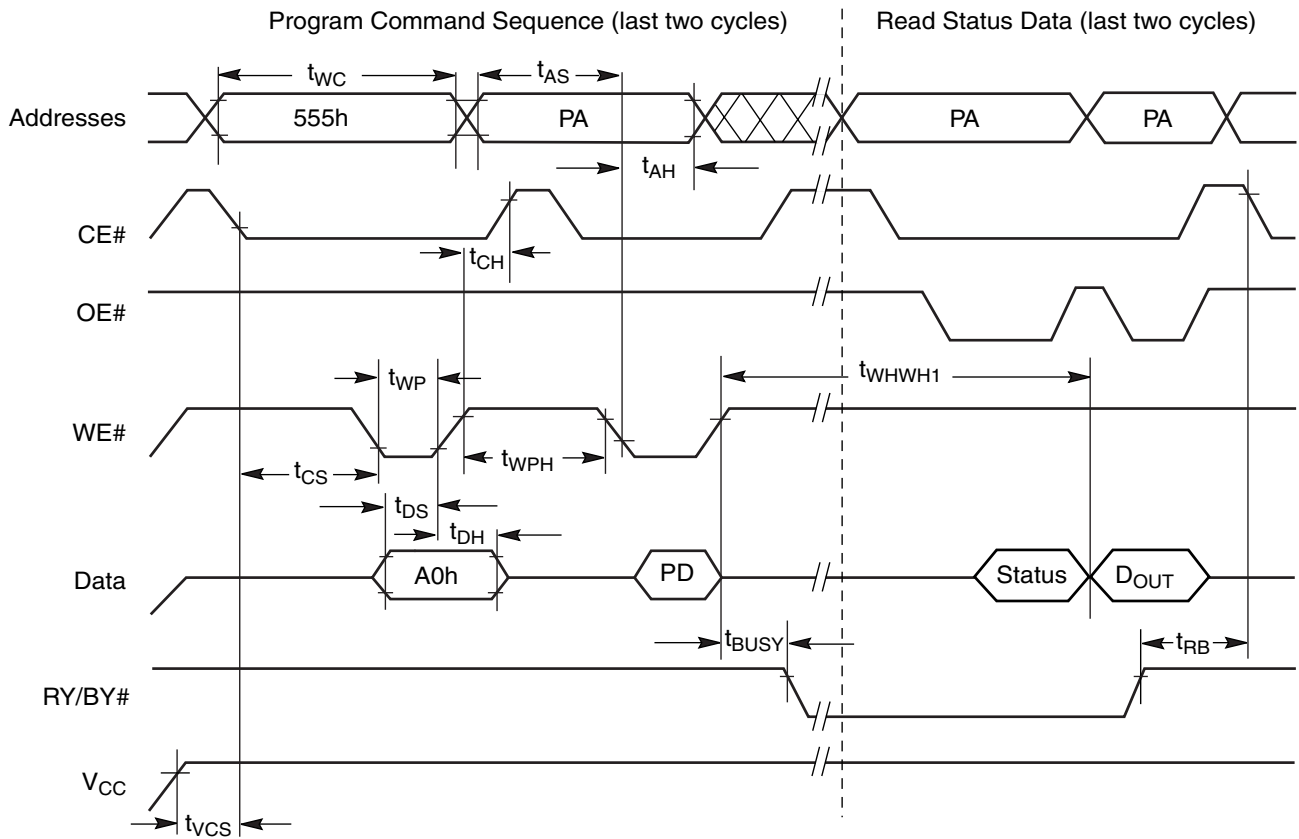 Program Command Sequence (last two cycles)
Read Status Data (last two cycles)
tWC
tAS
Addresses
555h
PA
PA
PA
tAH
CE#
tCH
OE#
tWP
tWHWH1
WE#
tCS
tWPH
tDS
tDH
Data
A0h
PD
Status
DOUT
tBUSY
tRB
RY/BY#
VCC
tVCS